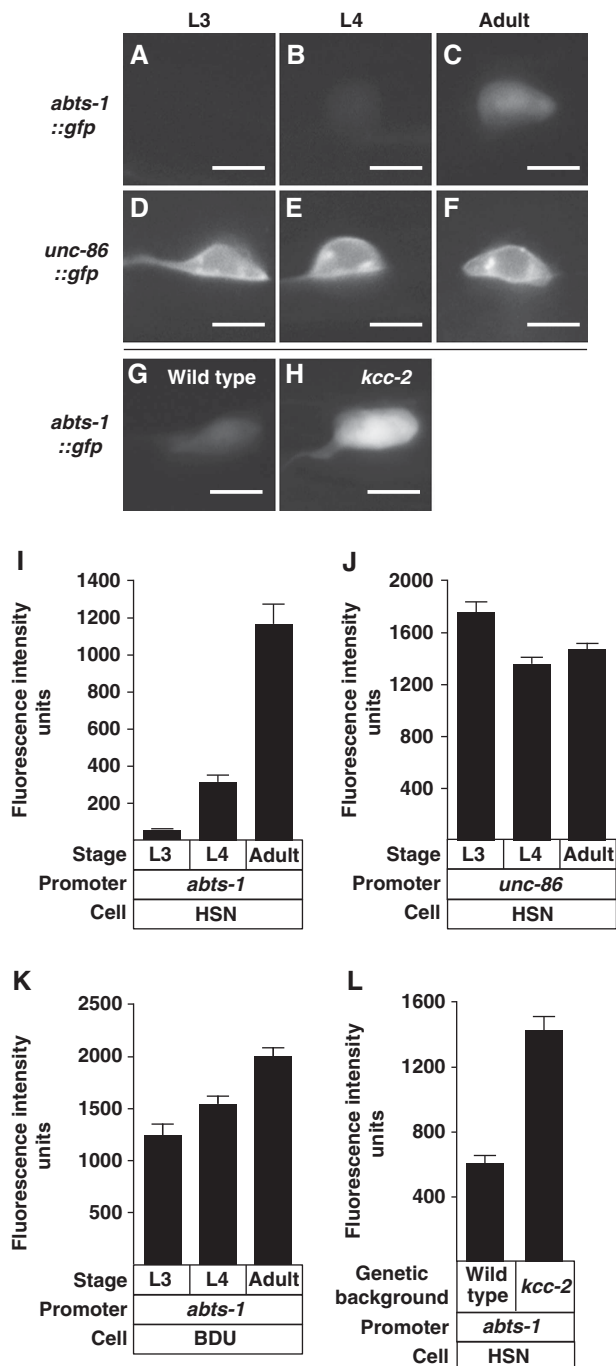 L3 L4 Adult
A B C
abts-1
::gfp
D E F
unc-86
::gfp
G Wild type H kcc-2
abts-1
::gfp
I
Fluorescence intensity
units
1400
1200
1000
800
600
400
200
Stage L3 L4 Adult
Promoter abts-1
Cell HSN
J
Fluorescence intensity
units
2000
1600
1200
800
400
Stage L3 L4 Adult
Promoter unc-86
Cell HSN
K
Fluorescence intensity
units
2500
2000
1500
1000
500
Stage L3 L4 Adult
Promoter abts-1
Cell BDU
L
Fluorescence intensity
units
1600
1200
800
400
Genetic
background
Wild
type
kcc-2
Promoter abts-1
Cell HSN